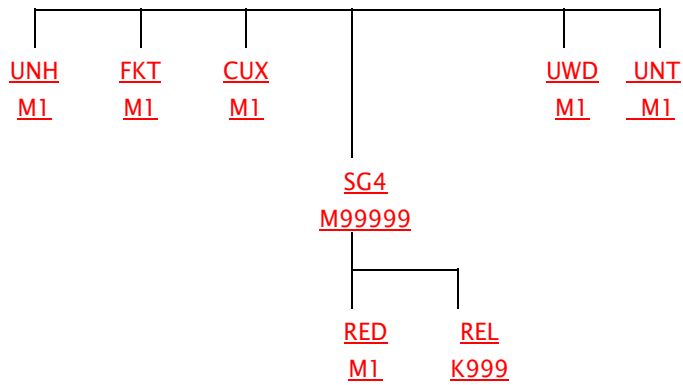 UNH FKT CUX UWD UNT
M1 M1 M1 M1 M1
SG4
M99999
RED REL
M1 K999